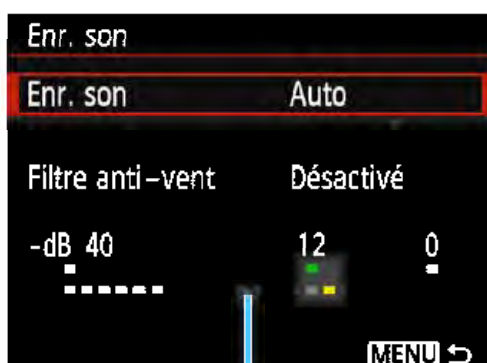 Enr. son
Enr. son Auto
Filtre anti-vent Désactivé
-dB 40 12 0
MENU